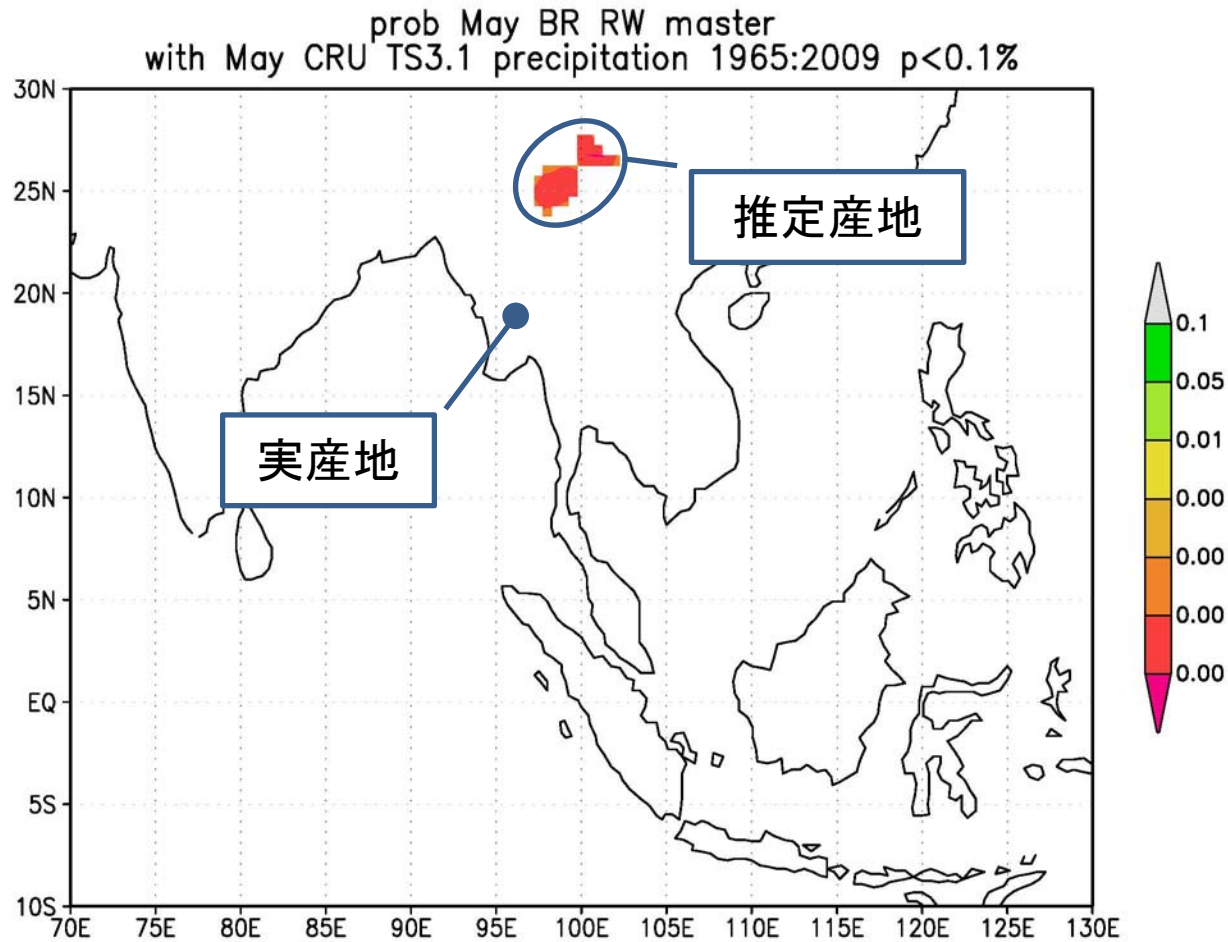 prob May BR RW master
with May CRU TS3.1 precipitation 1965:2009 p<0.1%
30N
25N
20N
15N
10N
5N
EQ
5S
10S
70E 75E 80E 85E 90E 95E 100E 105E 110E 115E 120E 125E 130E
推定産地
実産地
0.1
0.05
0.01
0.00
0.00
0.00
0.00